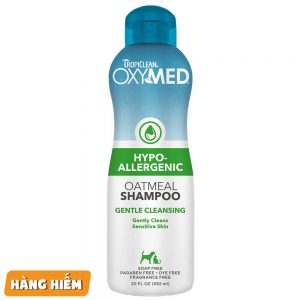 TROPICLEAN
OXYMED
HYPO-
ALLERGENIC
OATMEAL
SHAMPOO
GENTLE CLEANSING
Gently Cleans
Sensitive Skin
SOAP FREE
PARABEN FREE • DYE FREE
FRAGRANCE FREE
20 FL OZ (592 ml)
HÀNG HIẾM